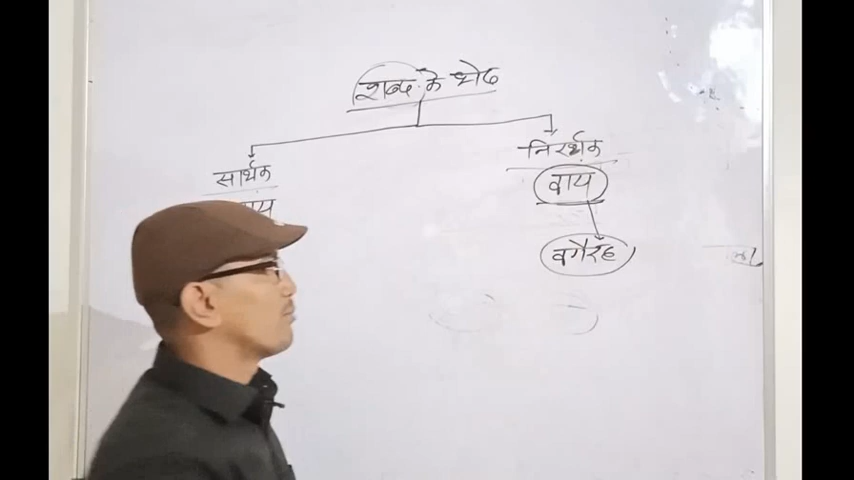 शब्द के भेद
सार्थक
निरर्थक
वाय
वगैरह